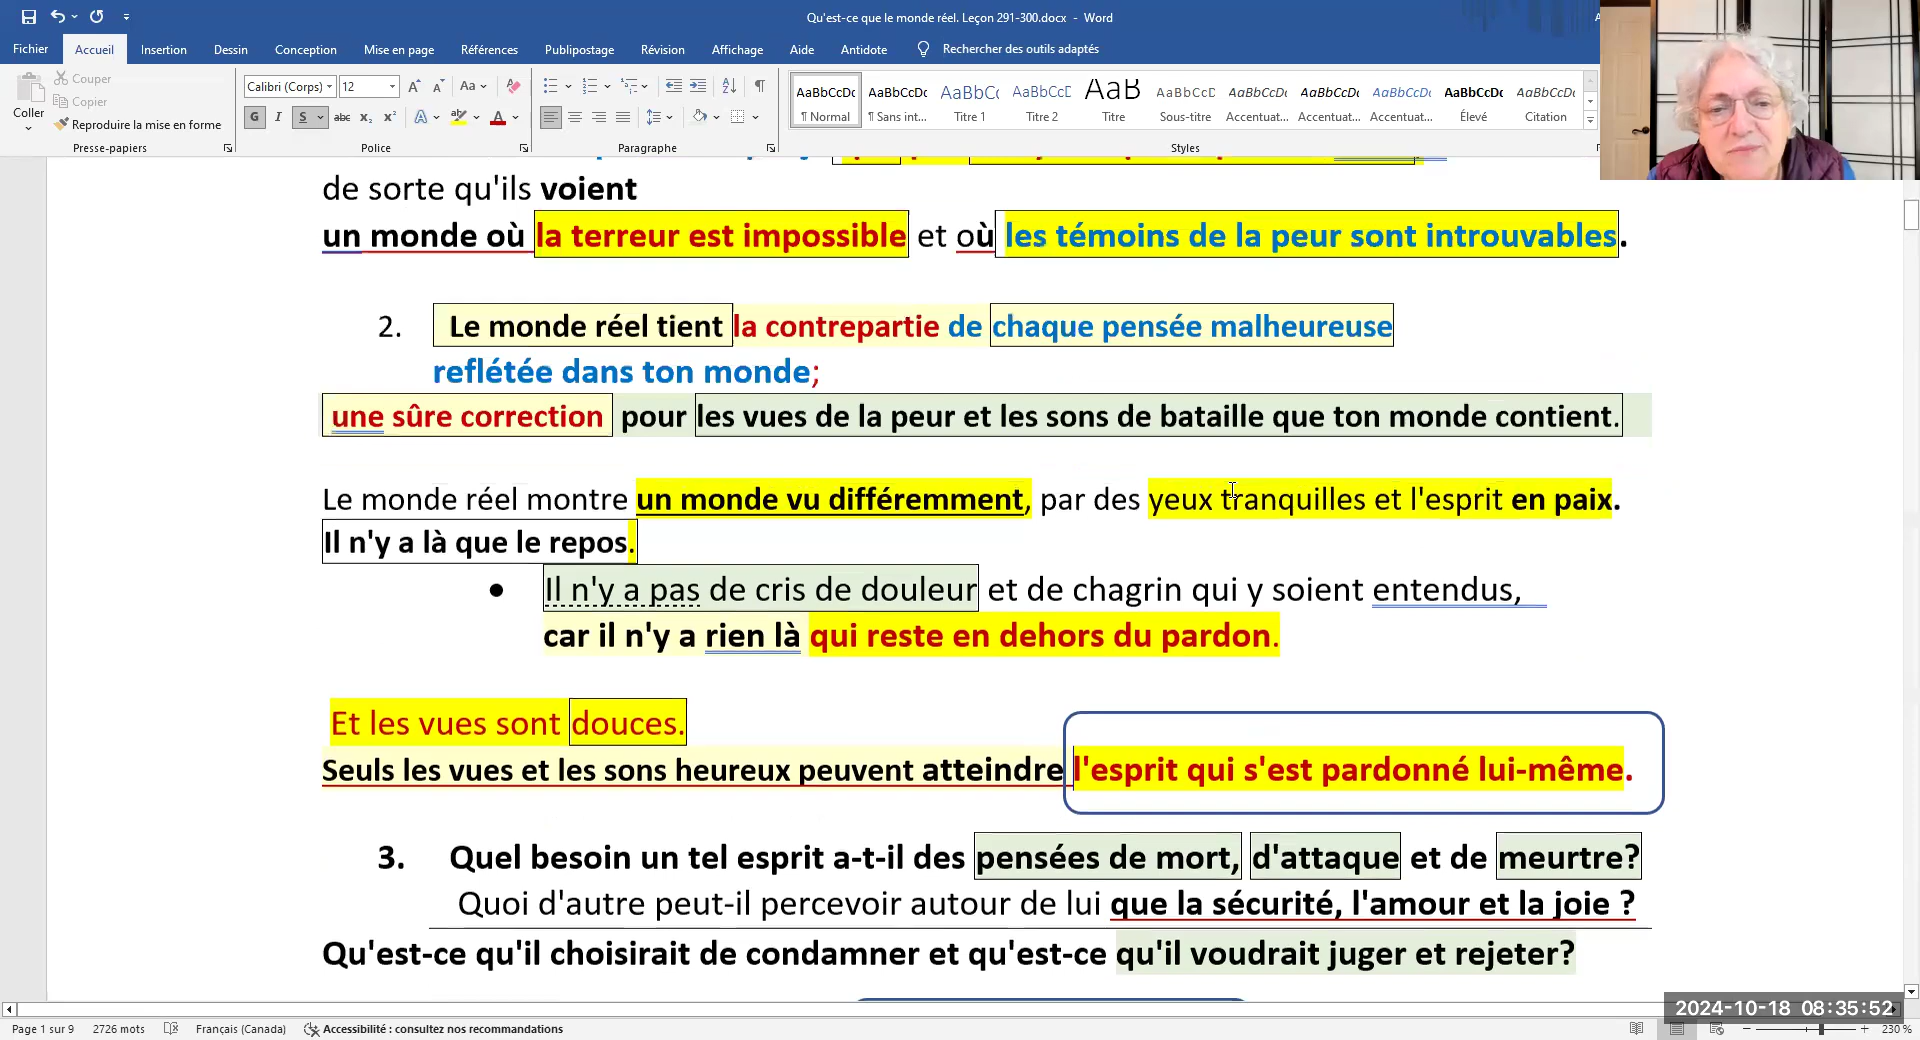 Qu'est-ce que le monde réel. Leçon 291-300.docx - Word
Fichier Accueil Insertion Dessin Conception Mise en page Références Publipostage Révision Affichage Aide Antidote Rechercher des outils adaptés
Coller
Couper
Copier
Reproduire la mise en forme
Presse-papiers
Calibri (Corps) 12
Police
Paragraphe
AaBbCcDc AaBbCcDc AaBbCc AaBbCcD AaB AaBbCcD AaBbCcDc AaBbCcDc AaBbCcDc AaBbCcDc AaBbCcDc
¶ Normal ¶ Sans int... Titre 1 Titre 2 Titre Sous-titre Accentuat... Accentuat... Accentuat... Élevé Citation
Styles
de sorte qu'ils voient
un monde où la terreur est impossible et où les témoins de la peur sont introuvables.
2. Le monde réel tient la contrepartie de chaque pensée malheureuse
reflétée dans ton monde;
une sûre correction pour les vues de la peur et les sons de bataille que ton monde contient.
Le monde réel montre un monde vu différemment, par des yeux tranquilles et l'esprit en paix.
Il n'y a là que le repos.
● Il n'y a pas de cris de douleur et de chagrin qui y soient entendus,
car il n'y a rien là qui reste en dehors du pardon.
Et les vues sont douces.
Seuls les vues et les sons heureux peuvent atteindre l'esprit qui s'est pardonné lui-même.
3. Quel besoin un tel esprit a-t-il des pensées de mort, d'attaque et de meurtre?
Quoi d'autre peut-il percevoir autour de lui que la sécurité, l'amour et la joie ?
Qu'est-ce qu'il choisirait de condamner et qu'est-ce qu'il voudrait juger et rejeter?
2024-10-18 08:35:52
Page 1 sur 9 2726 mots Français (Canada) Accessibilité : consultez nos recommandations 230 %